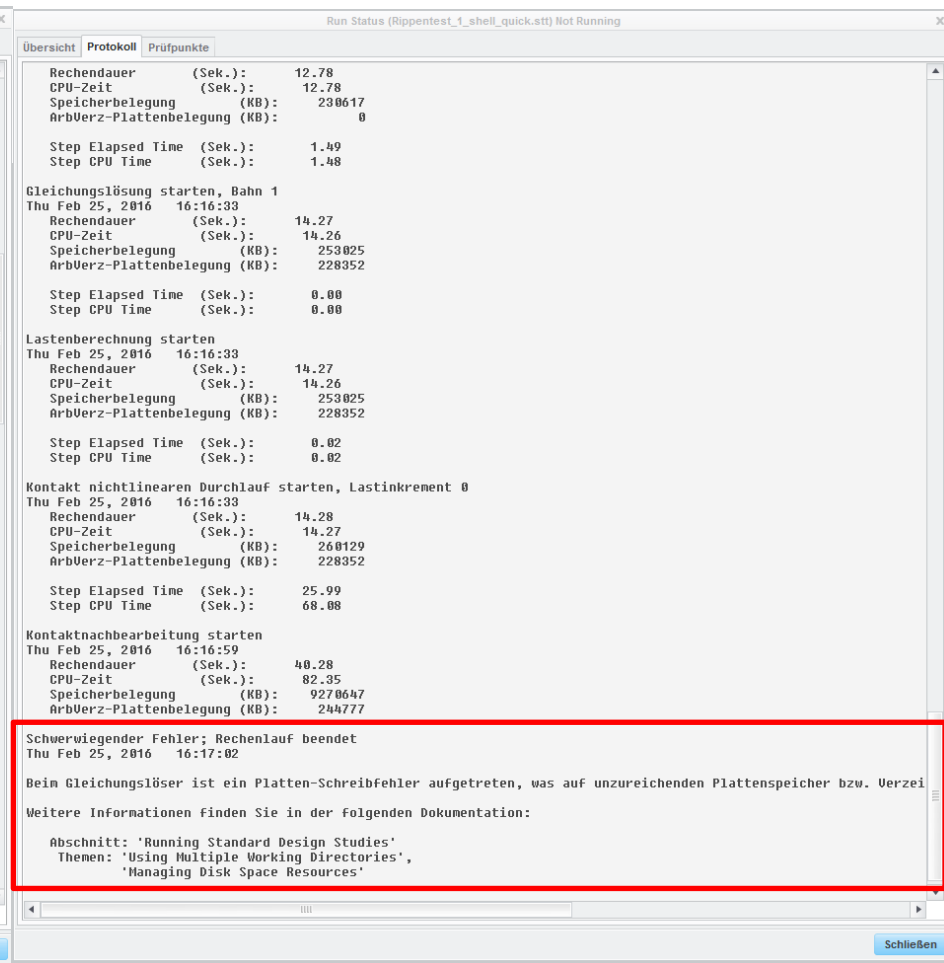 Run Status (Rippentest_1_shell_quick.stt) Not Running
Übersicht Protokoll Prüfpunkte
Rechendauer (Sek.): 12.78
CPU-Zeit (Sek.): 12.78
Speicherbelegung (KB): 230617
ArbVerz-Plattenbelegung (KB): 0
Step Elapsed Time (Sek.): 1.49
Step CPU Time (Sek.): 1.48
Gleichungslösung starten, Bahn 1
Thu Feb 25, 2016 16:16:33
Rechendauer (Sek.): 14.27
CPU-Zeit (Sek.): 14.26
Speicherbelegung (KB): 253025
ArbVerz-Plattenbelegung (KB): 228352
Step Elapsed Time (Sek.): 0.00
Step CPU Time (Sek.): 0.00
Lastenberechnung starten
Thu Feb 25, 2016 16:16:33
Rechendauer (Sek.): 14.27
CPU-Zeit (Sek.): 14.26
Speicherbelegung (KB): 253025
ArbVerz-Plattenbelegung (KB): 228352
Step Elapsed Time (Sek.): 0.02
Step CPU Time (Sek.): 0.02
Kontakt nichtlinearen Durchlauf starten, Lastinkrement 0
Thu Feb 25, 2016 16:16:33
Rechendauer (Sek.): 14.28
CPU-Zeit (Sek.): 14.27
Speicherbelegung (KB): 260129
ArbVerz-Plattenbelegung (KB): 228352
Step Elapsed Time (Sek.): 25.99
Step CPU Time (Sek.): 68.08
Kontaktnachbearbeitung starten
Thu Feb 25, 2016 16:16:59
Rechendauer (Sek.): 40.28
CPU-Zeit (Sek.): 82.35
Speicherbelegung (KB): 9270647
ArbVerz-Plattenbelegung (KB): 244777
Schwerwiegender Fehler; Rechenlauf beendet
Thu Feb 25, 2016 16:17:02
Beim Gleichungslöser ist ein Platten-Schreibfehler aufgetreten, was auf unzureichenden Plattenspeicher bzw. Verzei
Weitere Informationen finden Sie in der folgenden Dokumentation:
Abschnitt: 'Running Standard Design Studies'
Themen: 'Using Multiple Working Directories',
'Managing Disk Space Resources'
Schließen